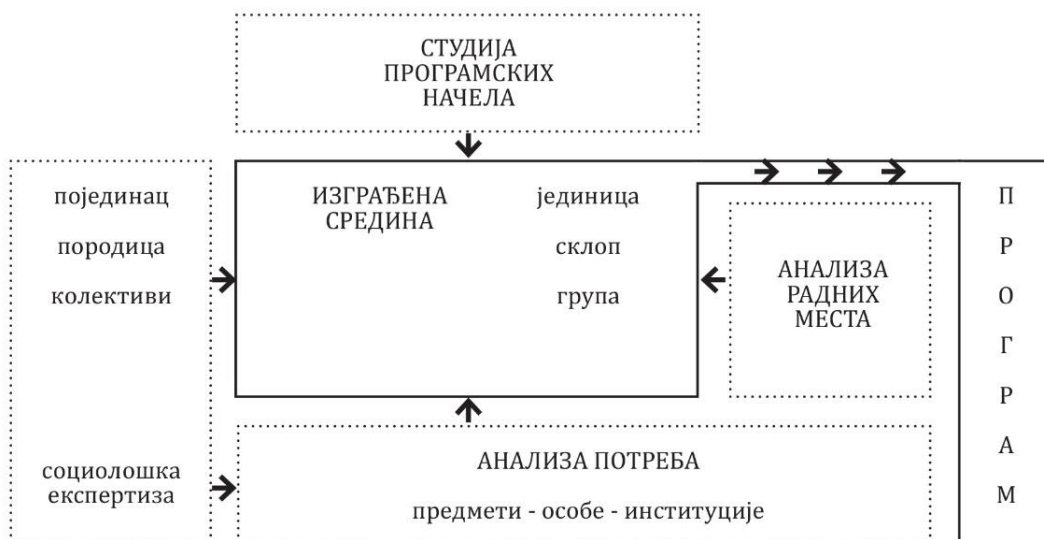 СТУДИЈА
ПРОГРАМСКИХ
НАЧЕЛА
појединац
породица
колективи
социолошка
експертиза
ИЗГРАЂЕНА
СРЕДИНА
јединица
склоп
група
АНАЛИЗА
РАДНИХ
МЕСТА
АНАЛИЗА ПОТРЕБА
предмети - особе - институције
П
Р
О
Г
Р
А
М